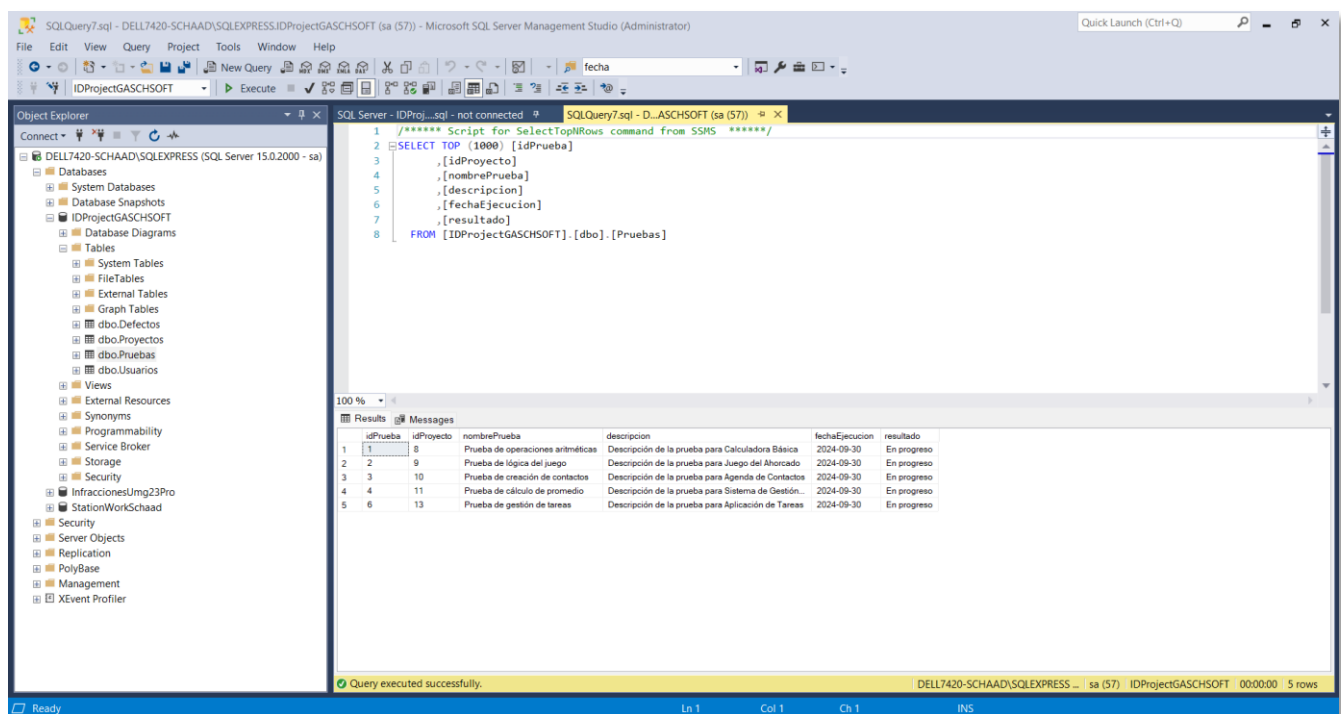 SQLQuery7.sql - DELL7420-SCHAAD\SQLEXPRESS.IDProjectGASCHSOFT (sa (57)) - Microsoft SQL Server Management Studio (Administrator)
Quick Launch (Ctrl+Q)
File Edit View Query Project Tools Window Help
New Query MDX DMX XMLA DAX fecha
IDProjectGASCHSOFT Execute
Object Explorer
Connect
DELL7420-SCHAAD\SQLEXPRESS (SQL Server 15.0.2000 - sa)
Databases
System Databases
Database Snapshots
IDProjectGASCHSOFT
Database Diagrams
Tables
System Tables
FileTables
External Tables
Graph Tables
dbo.Defectos
dbo.Proyectos
dbo.Pruebas
dbo.Usuarios
Views
External Resources
Synonyms
Programmability
Service Broker
Storage
Security
InfraccionesUmg23Pro
StationWorkSchaad
Security
Server Objects
Replication
PolyBase
Management
XEvent Profiler
SQL Server - IDProj....sql - not connected SQLQuery7.sql - D...ASCHSOFT (sa (57))
1 /****** Script for SelectTopNRows command from SSMS ******/
2 SELECT TOP (1000) [idPrueba]
3 ,[idProyecto]
4 ,[nombrePrueba]
5 ,[descripcion]
6 ,[fechaEjecucion]
7 ,[resultado]
8 FROM [IDProjectGASCHSOFT].[dbo].[Pruebas]
100 %
Results Messages
idPrueba idProyecto nombrePrueba descripcion fechaEjecucion resultado
1 1 8 Prueba de operaciones aritméticas Descripción de la prueba para Calculadora Básica 2024-09-30 En progreso
2 2 9 Prueba de lógica del juego Descripción de la prueba para Juego del Ahorcado 2024-09-30 En progreso
3 3 10 Prueba de creación de contactos Descripción de la prueba para Agenda de Contactos 2024-09-30 En progreso
4 4 11 Prueba de cálculo de promedio Descripción de la prueba para Sistema de Gestión... 2024-09-30 En progreso
5 6 13 Prueba de gestión de tareas Descripción de la prueba para Aplicación de Tareas 2024-09-30 En progreso
Query executed successfully. DELL7420-SCHAAD\SQLEXPRESS ... sa (57) IDProjectGASCHSOFT 00:00:00 5 rows
Ready Ln 1 Col 1 Ch 1 INS